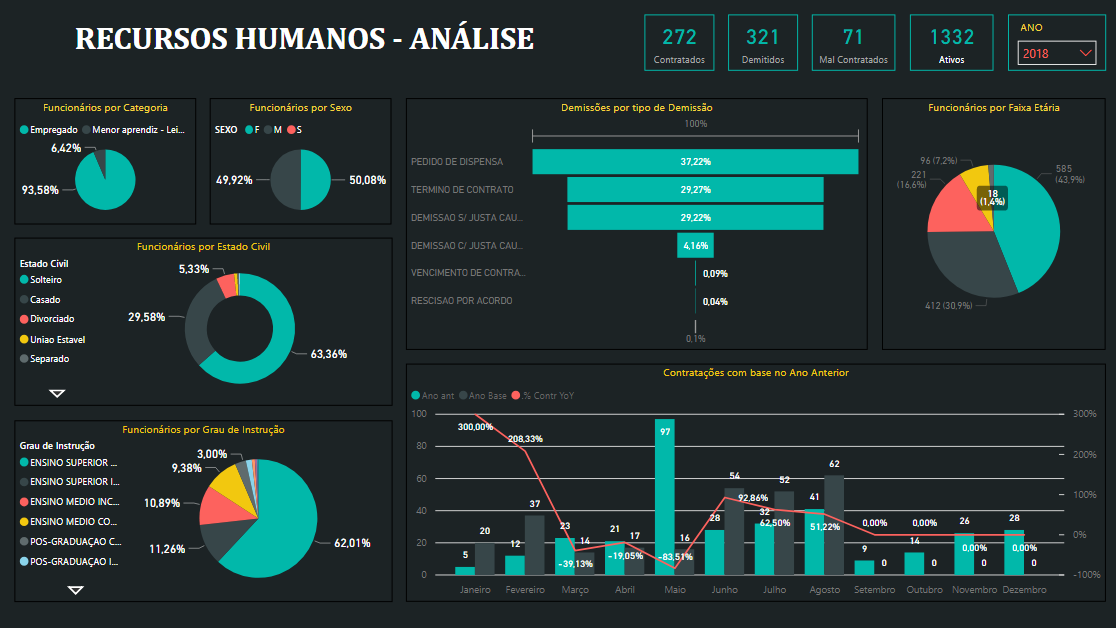 RECURSOS HUMANOS - ANÁLISE
272
Contratados
321
Demitidos
71
Mal Contratados
1332
Ativos
ANO
2018
Funcionários por Categoria
Empregado Menor aprendiz - Lei...
6,42%
93,58%
Funcionários por Sexo
SEXO F M S
49,92%
50,08%
Demissões por tipo de Demissão
100%
PEDIDO DE DISPENSA
37,22%
TERMINO DE CONTRATO
29,27%
DEMISSAO S/ JUSTA CAU...
29,22%
DEMISSAO C/ JUSTA CAU...
4,16%
VENCIMENTO DE CONTRA...
0,09%
RESCISAO POR ACORDO
0,04%
0,1%
Funcionários por Faixa Etária
96 (7,2%)
221
(16,6%)
18
(1,4%)
585
(43,9%)
412 (30,9%)
Funcionários por Estado Civil
Estado Civil
Solteiro
Casado
Divorciado
Uniao Estavel
Separado
5,33%
29,58%
63,36%
Funcionários por Grau de Instrução
Grau de Instrução
ENSINO SUPERIOR ...
ENSINO SUPERIOR I...
ENSINO MEDIO INC...
ENSINO MEDIO CO...
POS-GRADUAÇAO C...
POS-GRADUAÇAO I...
3,00%
9,38%
10,89%
11,26%
62,01%
Contratações com base no Ano Anterior
Ano ant Ano Base .% Contr YoY
100
80
60
40
20
0
300%
200%
100%
0%
-100%
300,00%
5
20
208,33%
12
37
23
14
-39,13%
21
17
-19,05%
97
16
-83,51%
28
54
92,86%
32
52
62,50%
41
62
51,22%
9
0
0,00%
14
0
0,00%
26
0
0,00%
28
0
0,00%
Janeiro Fevereiro Março Abril Maio Junho Julho Agosto Setembro Outubro Novembro Dezembro